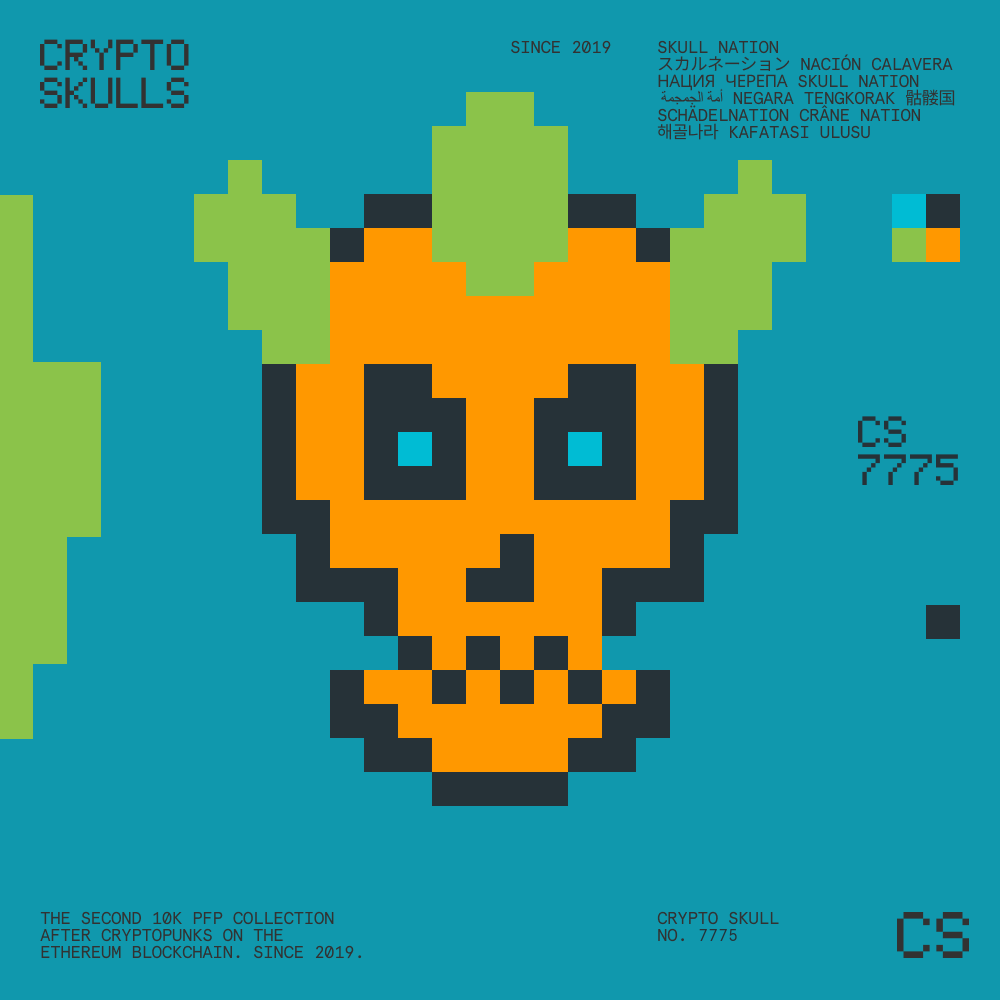 CRYPTO
SKULLS
SINCE 2019
SKULL NATION
スカルネーション NACIÓN CALAVERA
НАЦИЯ ЧЕРЕПА SKULL NATION
أمة الجمجمة NEGARA TENGKORAK 骷髅国
SCHÄDELNATION CRÂNE NATION
해골나라 KAFATASI ULUSU
CS
7775
THE SECOND 10K PFP COLLECTION
AFTER CRYPTOPUNKS ON THE
ETHEREUM BLOCKCHAIN. SINCE 2019.
CRYPTO SKULL
NO. 7775
CS